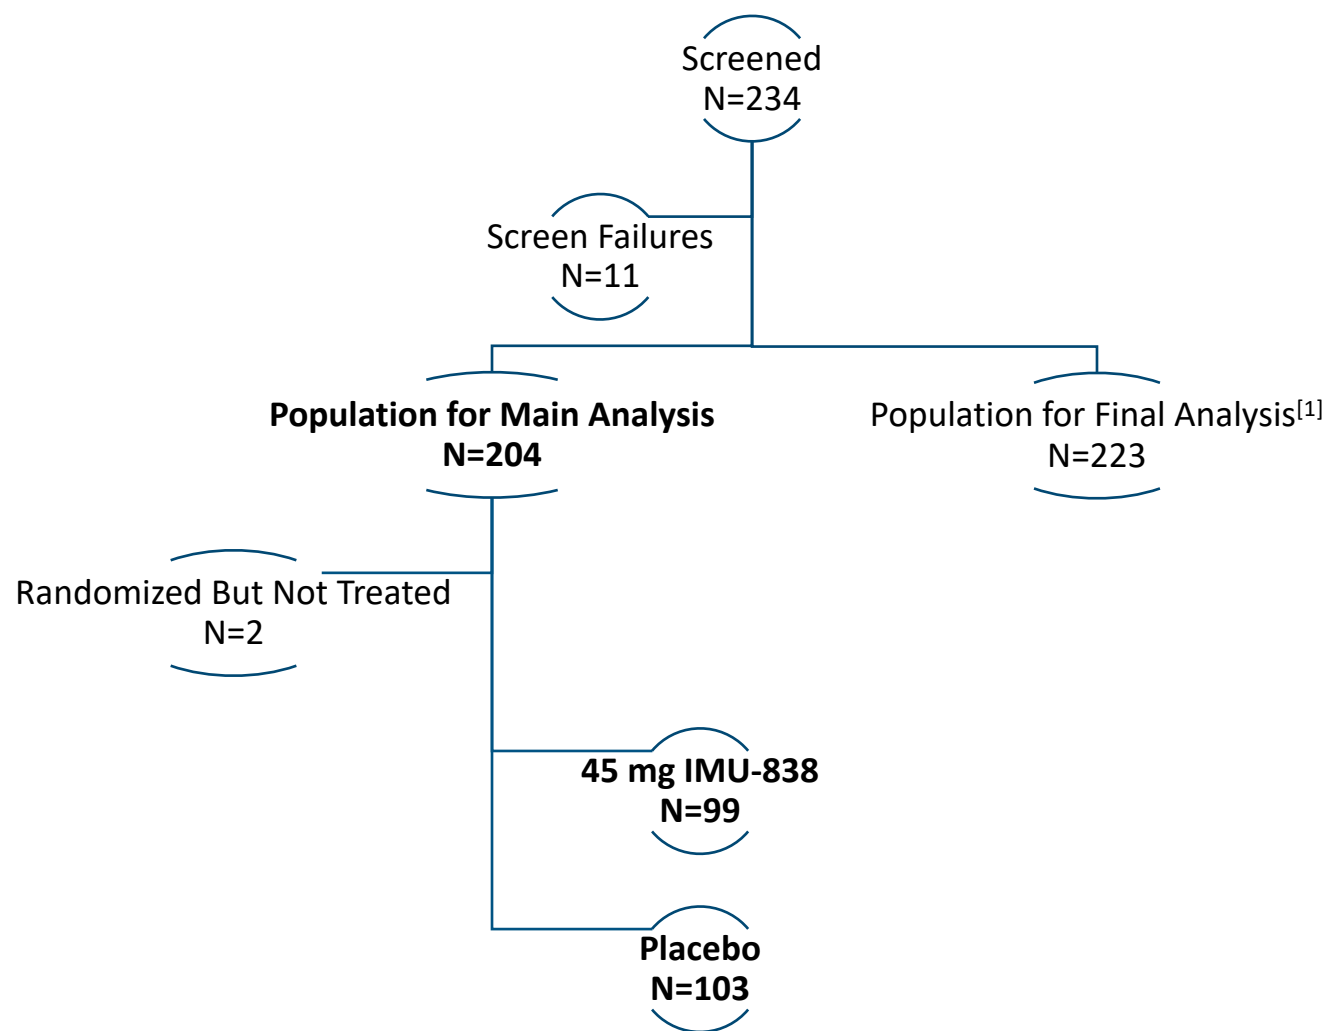 Screened
N=234
Screen Failures
N=11
Population for Main Analysis
N=204
Population for Final Analysis[1]
N=223
Randomized But Not Treated
N=2
45 mg IMU-838
N=99
Placebo
N=103